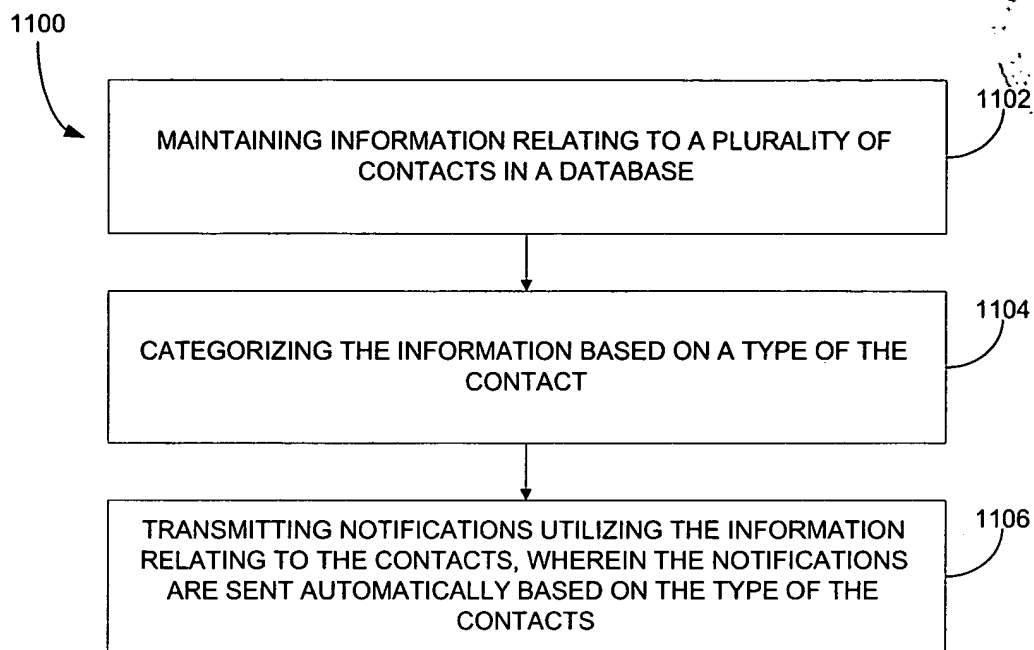 1100
1102
MAINTAINING INFORMATION RELATING TO A PLURALITY OF
CONTACTS IN A DATABASE
1104
CATEGORIZING THE INFORMATION BASED ON A TYPE OF THE
CONTACT
1106
TRANSMITTING NOTIFICATIONS UTILIZING THE INFORMATION
RELATING TO THE CONTACTS, WHEREIN THE NOTIFICATIONS
ARE SENT AUTOMATICALLY BASED ON THE TYPE OF THE
CONTACTS